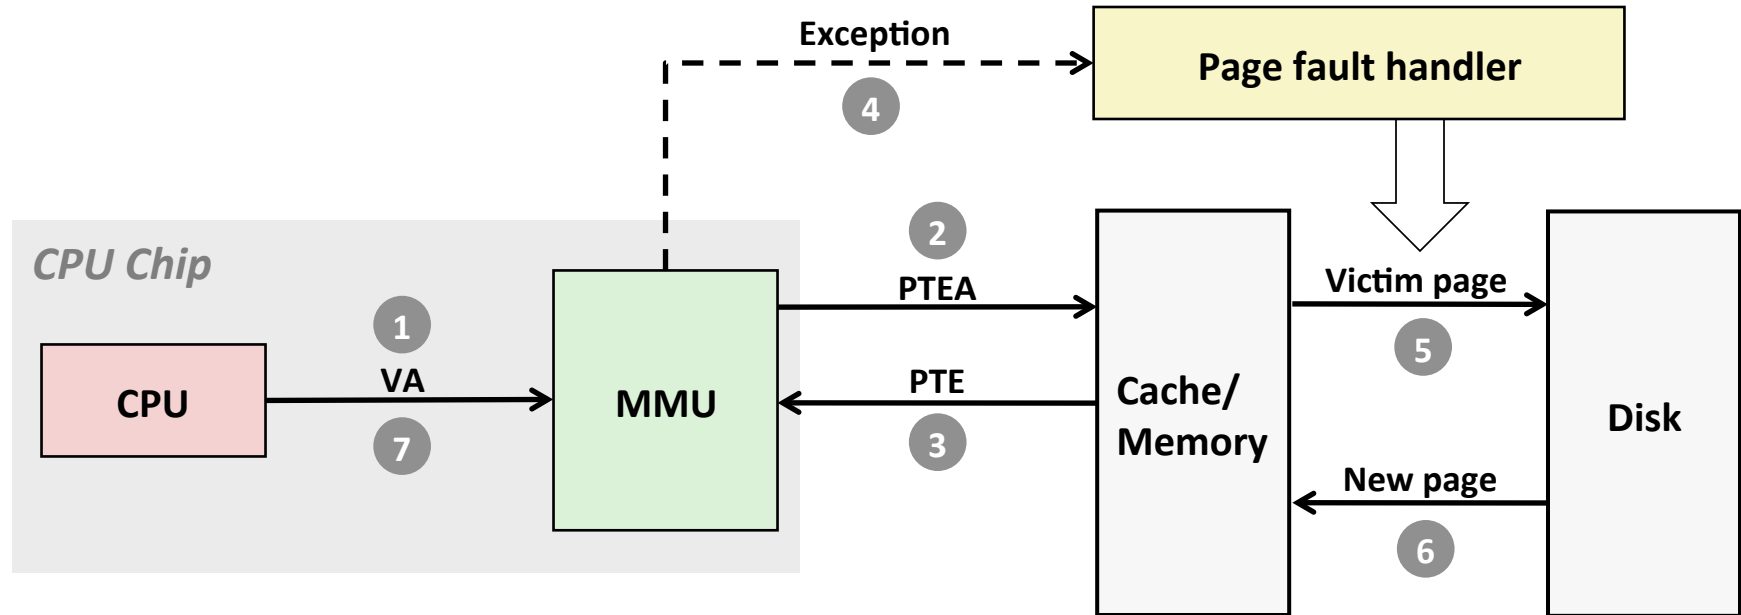 Exception
Page fault handler
4
2
CPU Chip
PTEA
Victim page
1
5
VA
CPU
MMU
PTE
Cache/
Memory
Disk
7
3
New page
6